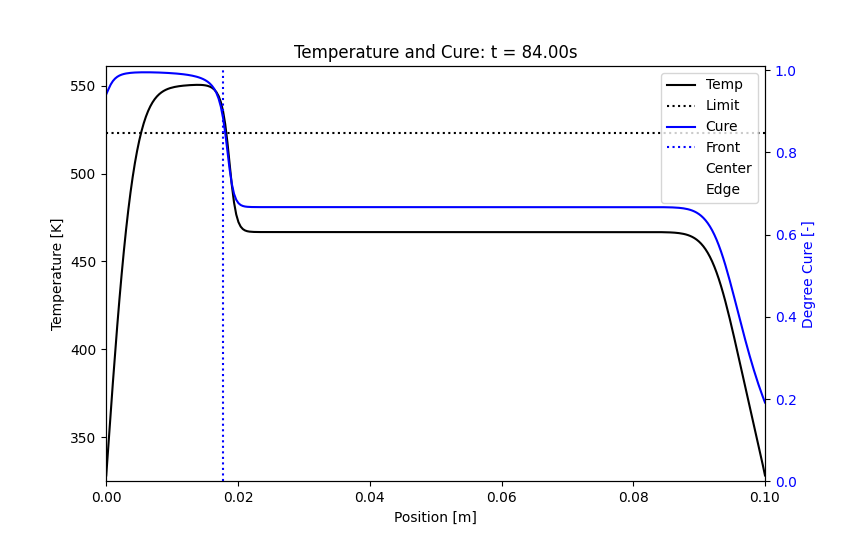 Temperature and Cure: t = 84.00s
Temperature [K]
550
500
450
400
350
Temp
Limit
Cure
Front
Center
Edge
1.0
0.8
0.6
0.4
0.2
0.0
Degree Cure [-]
0.00 0.02 0.04 0.06 0.08 0.10
Position [m]